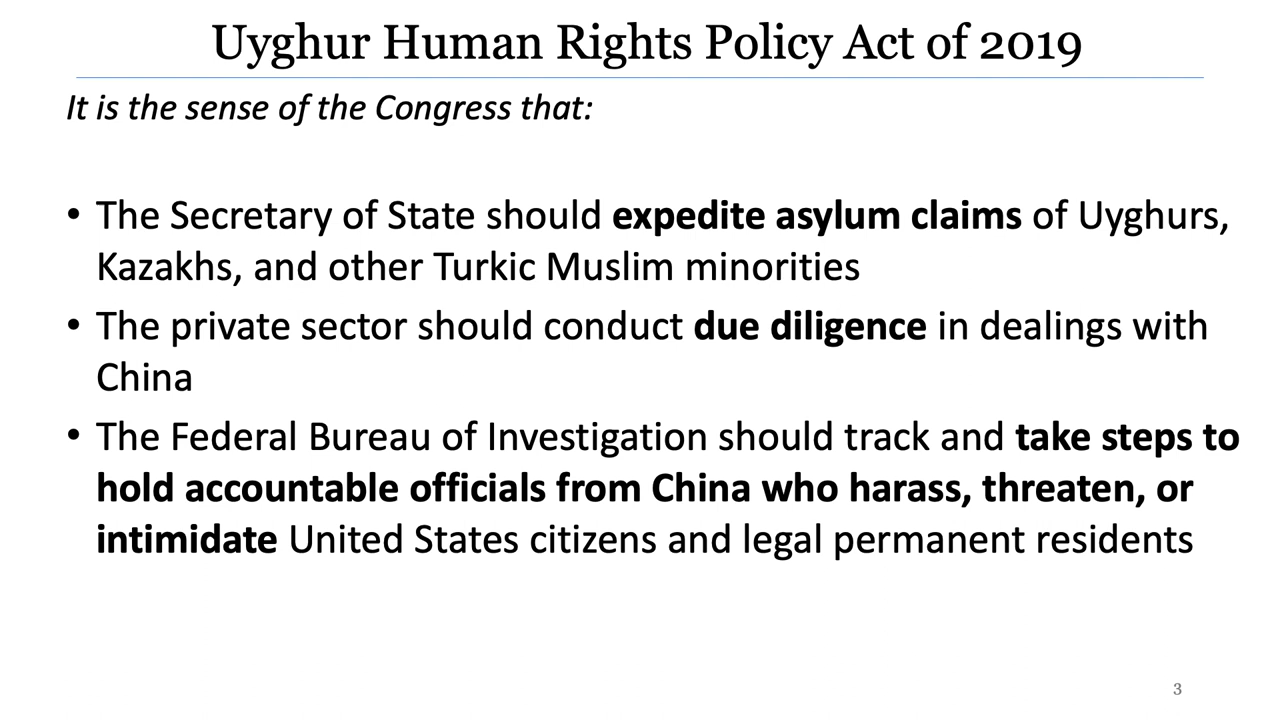 Uyghur Human Rights Policy Act of 2019
It is the sense of the Congress that:
• The Secretary of State should expedite asylum claims of Uyghurs,
Kazakhs, and other Turkic Muslim minorities
• The private sector should conduct due diligence in dealings with
China
• The Federal Bureau of Investigation should track and take steps to
hold accountable officials from China who harass, threaten, or
intimidate United States citizens and legal permanent residents
3